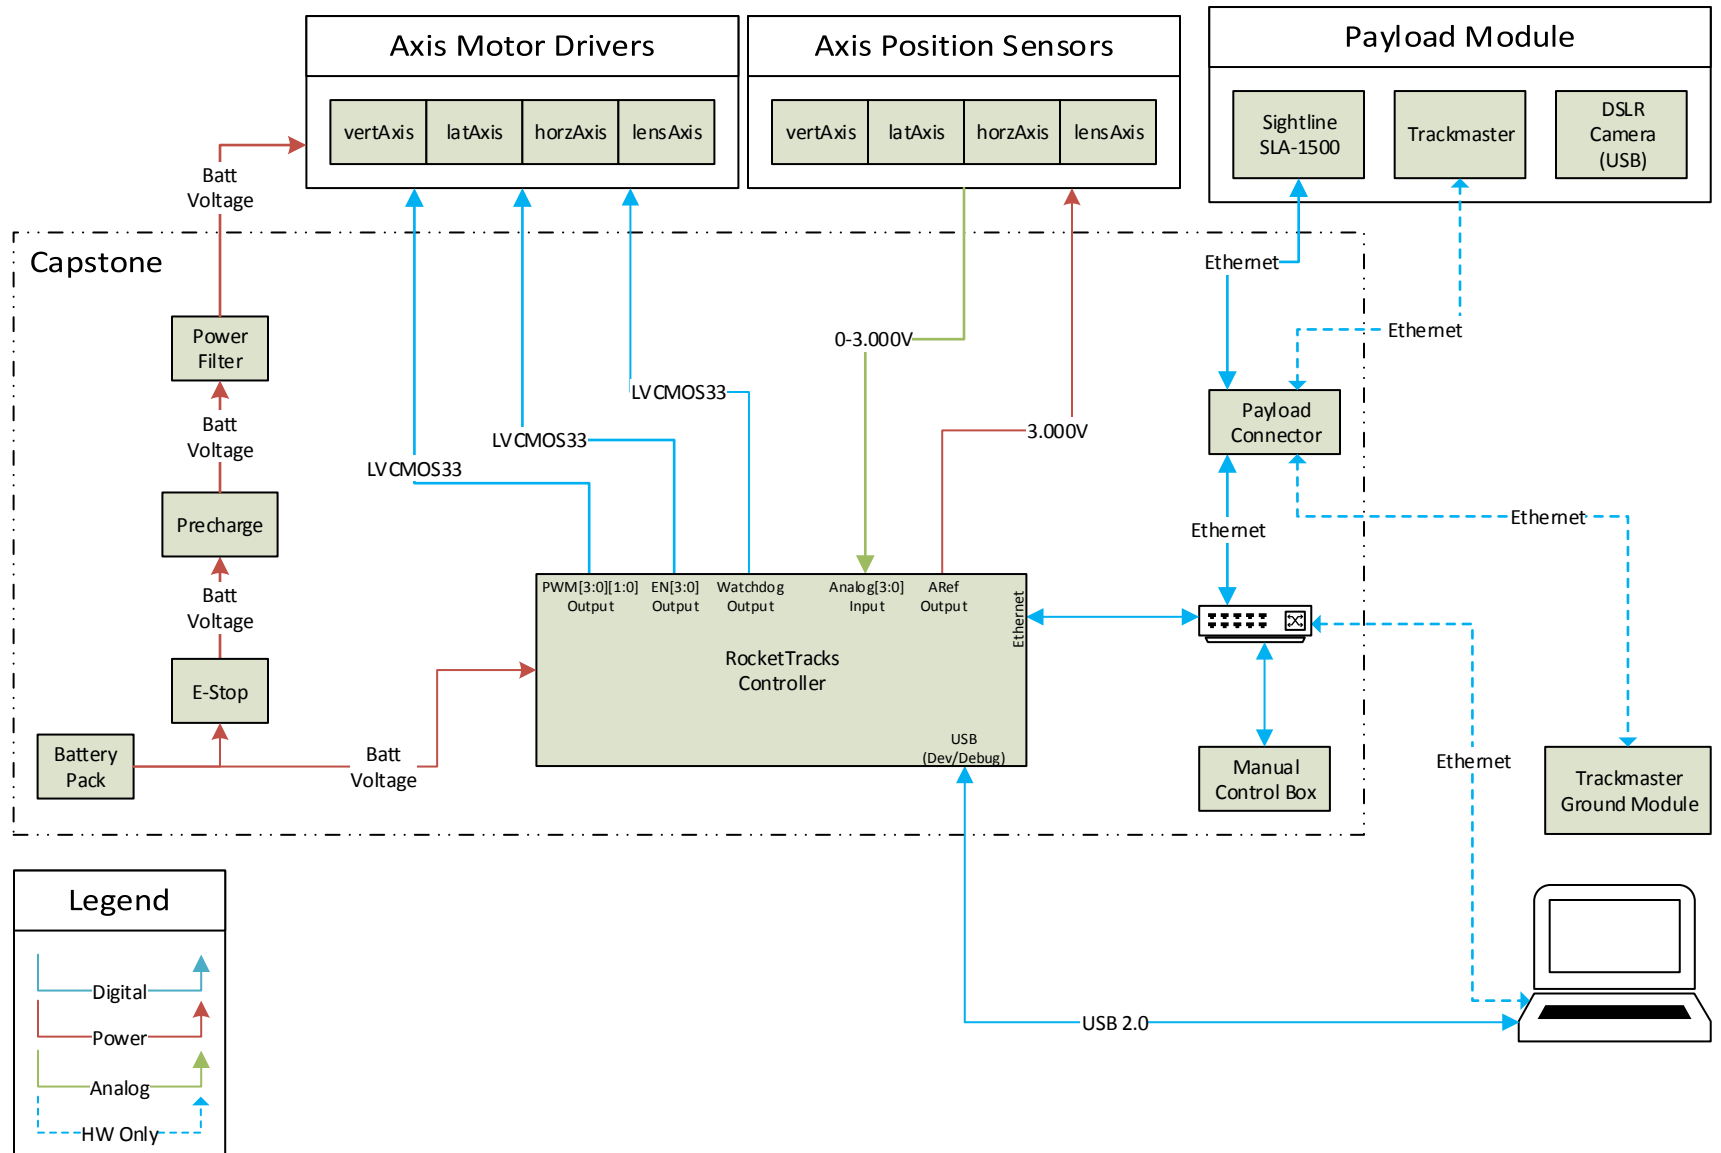 Axis Motor Drivers
vertAxis
latAxis
horzAxis
lensAxis
Axis Position Sensors
vertAxis
latAxis
horzAxis
lensAxis
Payload Module
Sightline
SLA-1500
Trackmaster
DSLR
Camera
(USB)
Batt
Voltage
Capstone
Power
Filter
Batt
Voltage
Precharge
Batt
Voltage
E-Stop
Battery
Pack
Batt
Voltage
LVCMOS33
LVCMOS33
LVCMOS33
0-3.000V
3.000V
Ethernet
Ethernet
Payload
Connector
Ethernet
Ethernet
PWM[3:0][1:0]
Output
EN[3:0]
Output
Watchdog
Output
Analog[3:0]
Input
ARef
Output
Ethernet
RocketTracks
Controller
USB
(Dev/Debug)
Manual
Control Box
Ethernet
Trackmaster
Ground Module
USB 2.0
Legend
Digital
Power
Analog
HW Only